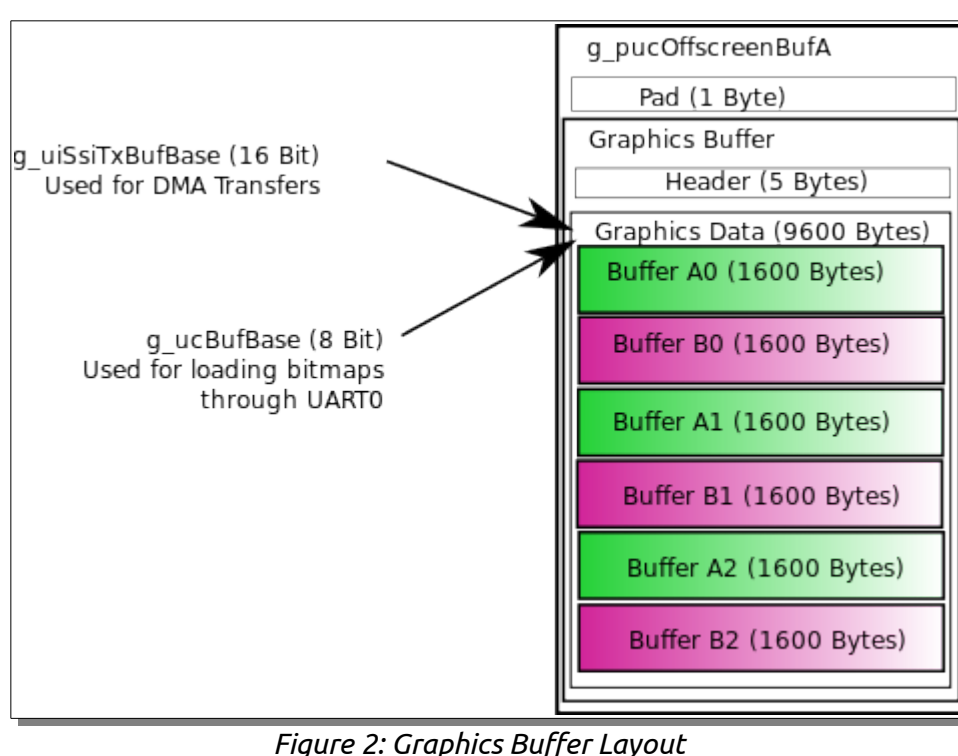 g_pucOffscreenBufA
Pad (1 Byte)
Graphics Buffer
Header (5 Bytes)
g_uiSsiTxBufBase (16 Bit)
Used for DMA Transfers
Graphics Data (9600 Bytes)
Buffer A0 (1600 Bytes)
Buffer B0 (1600 Bytes)
g_ucBufBase (8 Bit)
Used for loading bitmaps
through UART0
Buffer A1 (1600 Bytes)
Buffer B1 (1600 Bytes)
Buffer A2 (1600 Bytes)
Buffer B2 (1600 Bytes)
Figure 2: Graphics Buffer Layout